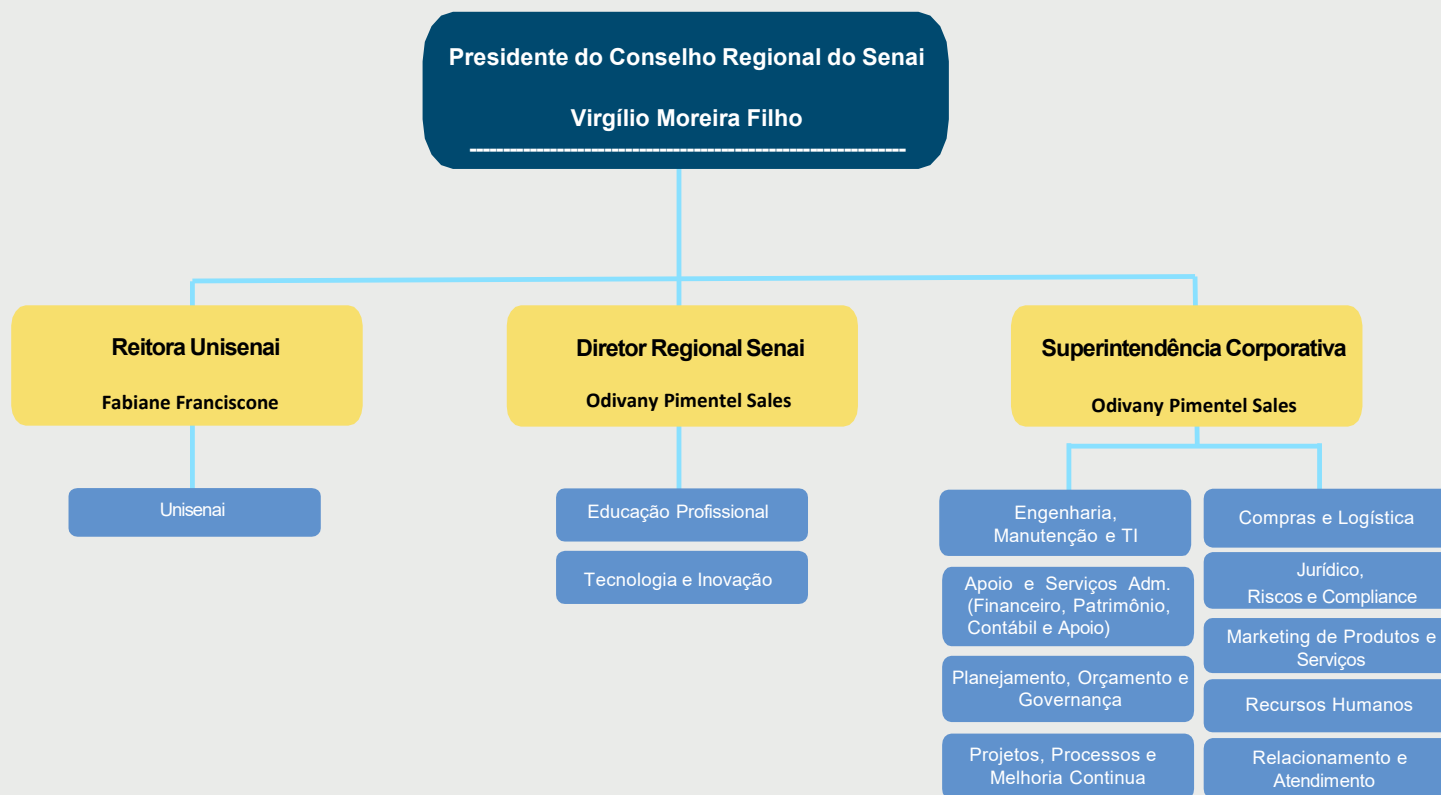 Presidente do Conselho Regional do Senai
Virgílio Moreira Filho
----------------------------------------------------------------
Reitora Unisenai
Fabiane Franciscone
Unisenai
Diretor Regional Senai
Odivany Pimentel Sales
Educação Profissional
Tecnologia e Inovação
Superintendência Corporativa
Odivany Pimentel Sales
Engenharia,
Manutenção e TI
Apoio e Serviços Adm.
(Financeiro, Patrimônio,
Contábil e Apoio)
Planejamento, Orçamento e
Governança
Projetos, Processos e
Melhoria Continua
Compras e Logística
Jurídico,
Riscos e Compliance
Marketing de Produtos e
Serviços
Recursos Humanos
Relacionamento e
Atendimento